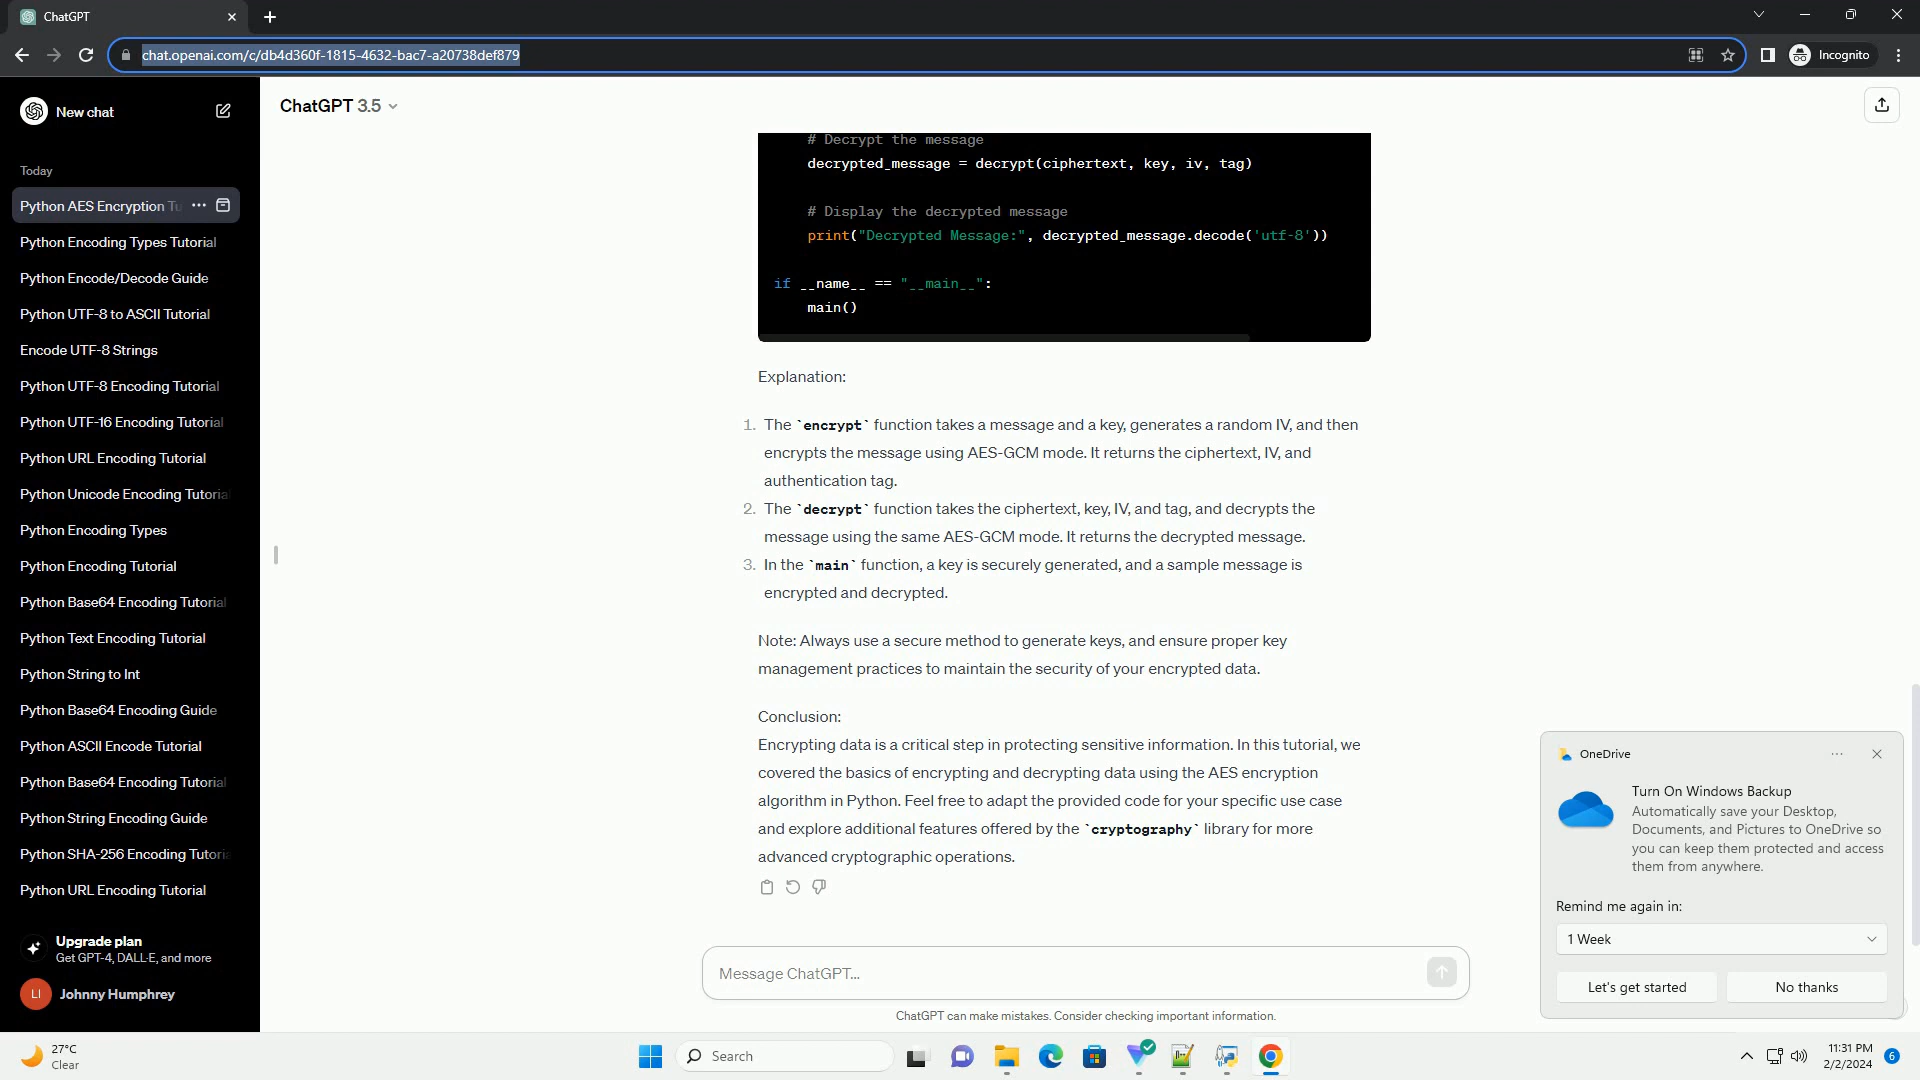 ChatGPT
chat.openai.com/c/db4d360f-1815-4632-bac7-a20738def879
Incognito
New chat
Today
Python AES Encryption Tu
Python Encoding Types Tutorial
Python Encode/Decode Guide
Python UTF-8 to ASCII Tutorial
Encode UTF-8 Strings
Python UTF-8 Encoding Tutorial
Python UTF-16 Encoding Tutorial
Python URL Encoding Tutorial
Python Unicode Encoding Tutoria
Python Encoding Types
Python Encoding Tutorial
Python Base64 Encoding Tutorial
Python Text Encoding Tutorial
Python String to Int
Python Base64 Encoding Guide
Python ASCII Encode Tutorial
Python Base64 Encoding Tutorial
Python String Encoding Guide
Python SHA-256 Encoding Tutoria
Python URL Encoding Tutorial
Upgrade plan
Get GPT-4, DALL·E, and more
LI
Johnny Humphrey
ChatGPT 3.5
# Decrypt the message
decrypted_message = decrypt(ciphertext, key, iv, tag)
# Display the decrypted message
print("Decrypted Message:", decrypted_message.decode('utf-8'))
if __name__ == "__main__":
main()
Explanation:
1. The `encrypt` function takes a message and a key, generates a random IV, and then
encrypts the message using AES-GCM mode. It returns the ciphertext, IV, and
authentication tag.
2. The `decrypt` function takes the ciphertext, key, IV, and tag, and decrypts the
message using the same AES-GCM mode. It returns the decrypted message.
3. In the `main` function, a key is securely generated, and a sample message is
encrypted and decrypted.
Note: Always use a secure method to generate keys, and ensure proper key
management practices to maintain the security of your encrypted data.
Conclusion:
Encrypting data is a critical step in protecting sensitive information. In this tutorial, we
covered the basics of encrypting and decrypting data using the AES encryption
algorithm in Python. Feel free to adapt the provided code for your specific use case
and explore additional features offered by the `cryptography` library for more
advanced cryptographic operations.
Message ChatGPT...
ChatGPT can make mistakes. Consider checking important information.
OneDrive
Turn On Windows Backup
Automatically save your Desktop,
Documents, and Pictures to OneDrive so
you can keep them protected and access
them from anywhere.
Remind me again in:
1 Week
Let's get started
No thanks
27°C
Clear
Search
11:31 PM
2/2/2024
6